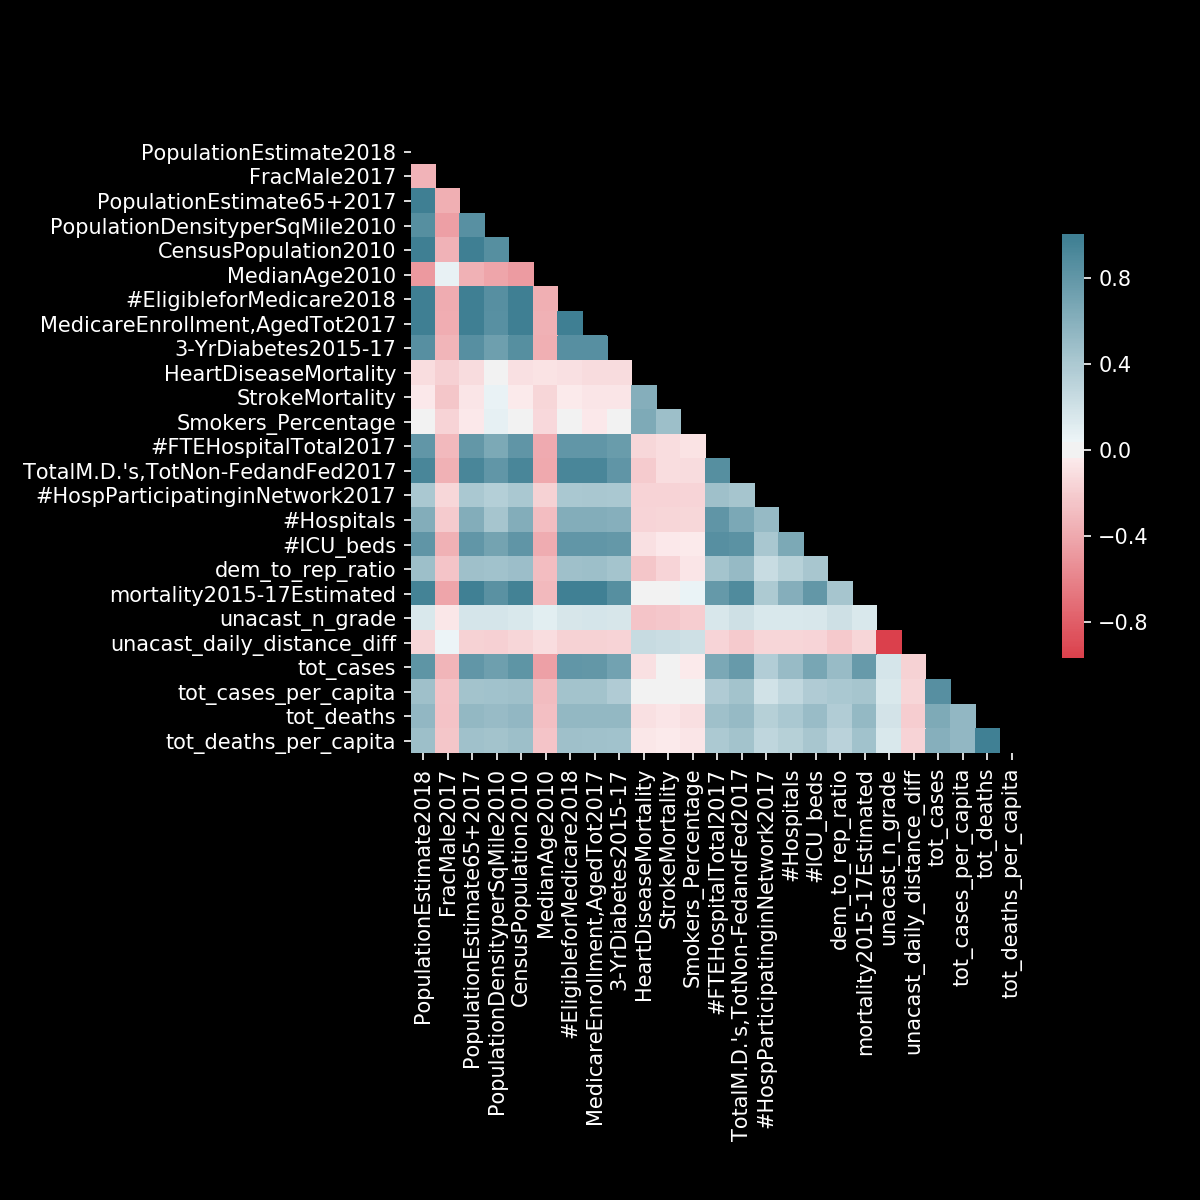 PopulationEstimate2018
FracMale2017
PopulationEstimate65+2017
PopulationDensityperSqMile2010
CensusPopulation2010
MedianAge2010
#EligibleforMedicare2018
MedicareEnrollment,AgedTot2017
3-YrDiabetes2015-17
HeartDiseaseMortality
StrokeMortality
Smokers_Percentage
#FTEHospitalTotal2017
TotalM.D.'s,TotNon-FedandFed2017
#HospParticipatinginNetwork2017
#Hospitals
#ICU_beds
dem_to_rep_ratio
mortality2015-17Estimated
unacast_n_grade
unacast_daily_distance_diff
tot_cases
tot_cases_per_capita
tot_deaths
tot_deaths_per_capita
PopulationEstimate2018
FracMale2017
PopulationEstimate65+2017
PopulationDensityperSqMile2010
CensusPopulation2010
MedianAge2010
#EligibleforMedicare2018
MedicareEnrollment,AgedTot2017
3-YrDiabetes2015-17
HeartDiseaseMortality
StrokeMortality
Smokers_Percentage
#FTEHospitalTotal2017
TotalM.D.'s,TotNon-FedandFed2017
#HospParticipatinginNetwork2017
#Hospitals
#ICU_beds
dem_to_rep_ratio
mortality2015-17Estimated
unacast_n_grade
unacast_daily_distance_diff
tot_cases
tot_cases_per_capita
tot_deaths
tot_deaths_per_capita
0.8
0.4
0.0
−0.4
−0.8